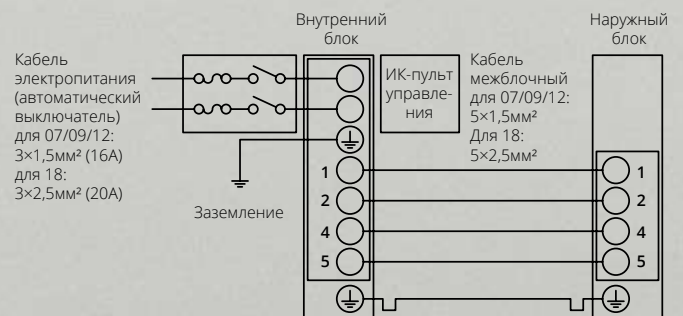 Внутренний
блок
Наружный
блок
Кабель
электропитания
(автоматический
выключатель)
для 07/09/12:
3×1,5мм² (16А)
для 18:
3×2,5мм² (20А)
ИК-пульт
управле-
ния
Кабель
межблочный
для 07/09/12:
5×1,5мм²
Для 18:
5×2,5мм²
Заземление
1
2
4
5
1
2
4
5